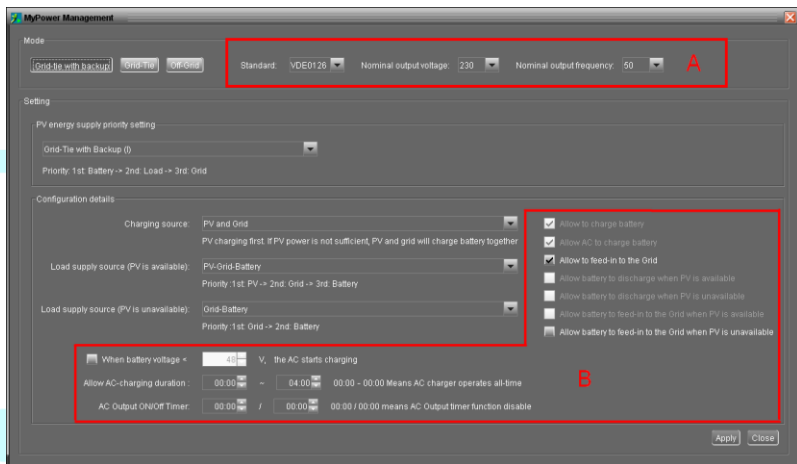 MyPower Management
Mode
Grid-tie with backup Grid-Tie Off-Grid Standard: VDE0126 Nominal output voltage: 230 Nominal output frequency: 50 A
Setting
PV energy supply priority setting
Grid-Tie with Backup (I)
Priority: 1st: Battery -> 2nd: Load -> 3rd: Grid
Configuration details
Charging source: PV and Grid
PV charging first. If PV power is not sufficient, PV and grid will charge battery together
Load supply source (PV is available): PV-Grid-Battery
Priority :1st: PV -> 2nd: Grid -> 3rd: Battery
Load supply source (PV is unavailable): Grid-Battery
Priority :1st: Grid -> 2nd: Battery
Allow to charge battery
Allow AC to charge battery
Allow to feed-in to the Grid
Allow battery to discharge when PV is available
Allow battery to discharge when PV is unavailable
Allow battery to feed-in to the Grid when PV is available
Allow battery to feed-in to the Grid when PV is unavailable
When battery voltage < 48 V, the AC starts charging
B
Allow AC-charging duration : 00:00 ~ 04:00 00:00 - 00:00 Means AC charger operates all-time
AC Output ON/Off Timer: 00:00 / 00:00 00:00 / 00:00 means AC Output timer function disable
Apply Close